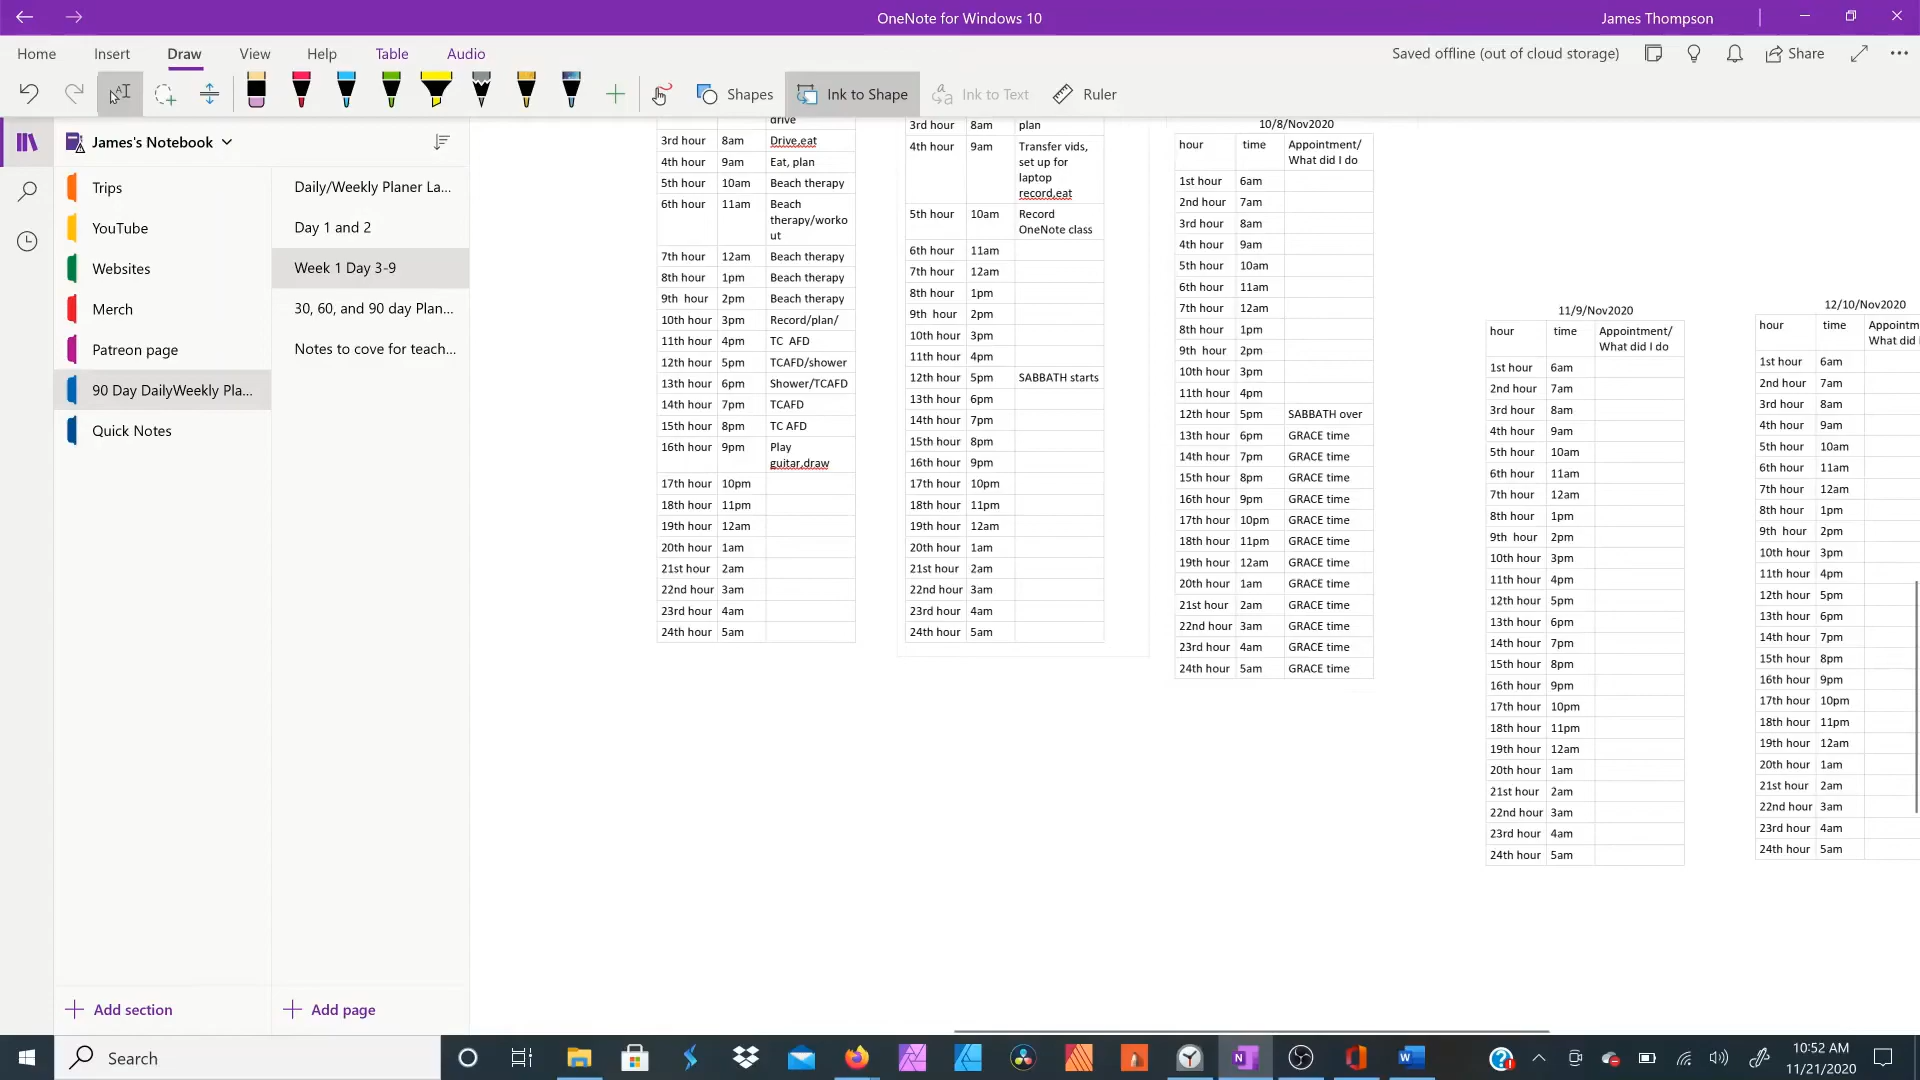 OneNote for Windows 10
James Thompson
Home Insert Draw View Help Table Audio
Saved offline (out of cloud storage)
Share
Shapes
Ink to Shape
Ink to Text
Ruler
James's Notebook
Trips
YouTube
Websites
Merch
Patreon page
90 Day DailyWeekly Pla...
Quick Notes
Add section
Daily/Weekly Planer La...
Day 1 and 2
Week 1 Day 3-9
30, 60, and 90 day Plan...
Notes to cove for teach...
Add page
drive
3rd hour 8am Drive,eat
4th hour 9am Eat, plan
5th hour 10am Beach therapy
6th hour 11am Beach
therapy/worko
ut
7th hour 12am Beach therapy
8th hour 1pm Beach therapy
9th hour 2pm Beach therapy
10th hour 3pm Record/plan/
11th hour 4pm TC AFD
12th hour 5pm TCAFD/shower
13th hour 6pm Shower/TCAFD
14th hour 7pm TCAFD
15th hour 8pm TC AFD
16th hour 9pm Play
guitar,draw
17th hour 10pm
18th hour 11pm
19th hour 12am
20th hour 1am
21st hour 2am
22nd hour 3am
23rd hour 4am
24th hour 5am
3rd hour 8am plan
4th hour 9am Transfer vids,
set up for
laptop
record,eat
5th hour 10am Record
OneNote class
6th hour 11am
7th hour 12am
8th hour 1pm
9th hour 2pm
10th hour 3pm
11th hour 4pm
12th hour 5pm SABBATH starts
13th hour 6pm
14th hour 7pm
15th hour 8pm
16th hour 9pm
17th hour 10pm
18th hour 11pm
19th hour 12am
20th hour 1am
21st hour 2am
22nd hour 3am
23rd hour 4am
24th hour 5am
10/8/Nov2020
hour time Appointment/
What did I do
1st hour 6am
2nd hour 7am
3rd hour 8am
4th hour 9am
5th hour 10am
6th hour 11am
7th hour 12am
8th hour 1pm
9th hour 2pm
10th hour 3pm
11th hour 4pm
12th hour 5pm SABBATH over
13th hour 6pm GRACE time
14th hour 7pm GRACE time
15th hour 8pm GRACE time
16th hour 9pm GRACE time
17th hour 10pm GRACE time
18th hour 11pm GRACE time
19th hour 12am GRACE time
20th hour 1am GRACE time
21st hour 2am GRACE time
22nd hour 3am GRACE time
23rd hour 4am GRACE time
24th hour 5am GRACE time
11/9/Nov2020
hour time Appointment/
What did I do
1st hour 6am
2nd hour 7am
3rd hour 8am
4th hour 9am
5th hour 10am
6th hour 11am
7th hour 12am
8th hour 1pm
9th hour 2pm
10th hour 3pm
11th hour 4pm
12th hour 5pm
13th hour 6pm
14th hour 7pm
15th hour 8pm
16th hour 9pm
17th hour 10pm
18th hour 11pm
19th hour 12am
20th hour 1am
21st hour 2am
22nd hour 3am
23rd hour 4am
24th hour 5am
12/10/Nov2020
hour time Appointm
What did i
1st hour 6am
2nd hour 7am
3rd hour 8am
4th hour 9am
5th hour 10am
6th hour 11am
7th hour 12am
8th hour 1pm
9th hour 2pm
10th hour 3pm
11th hour 4pm
12th hour 5pm
13th hour 6pm
14th hour 7pm
15th hour 8pm
16th hour 9pm
17th hour 10pm
18th hour 11pm
19th hour 12am
20th hour 1am
21st hour 2am
22nd hour 3am
23rd hour 4am
24th hour 5am
Search
10:52 AM
11/21/2020